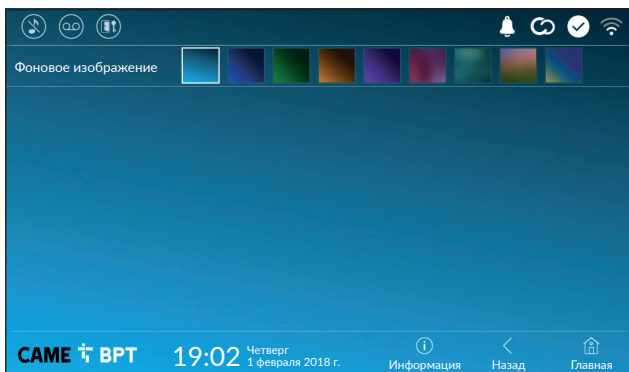 Фоновое изображение
CAME BPT
19:02
Четверг
1 февраля 2018 г.
Информация
Назад
Главная